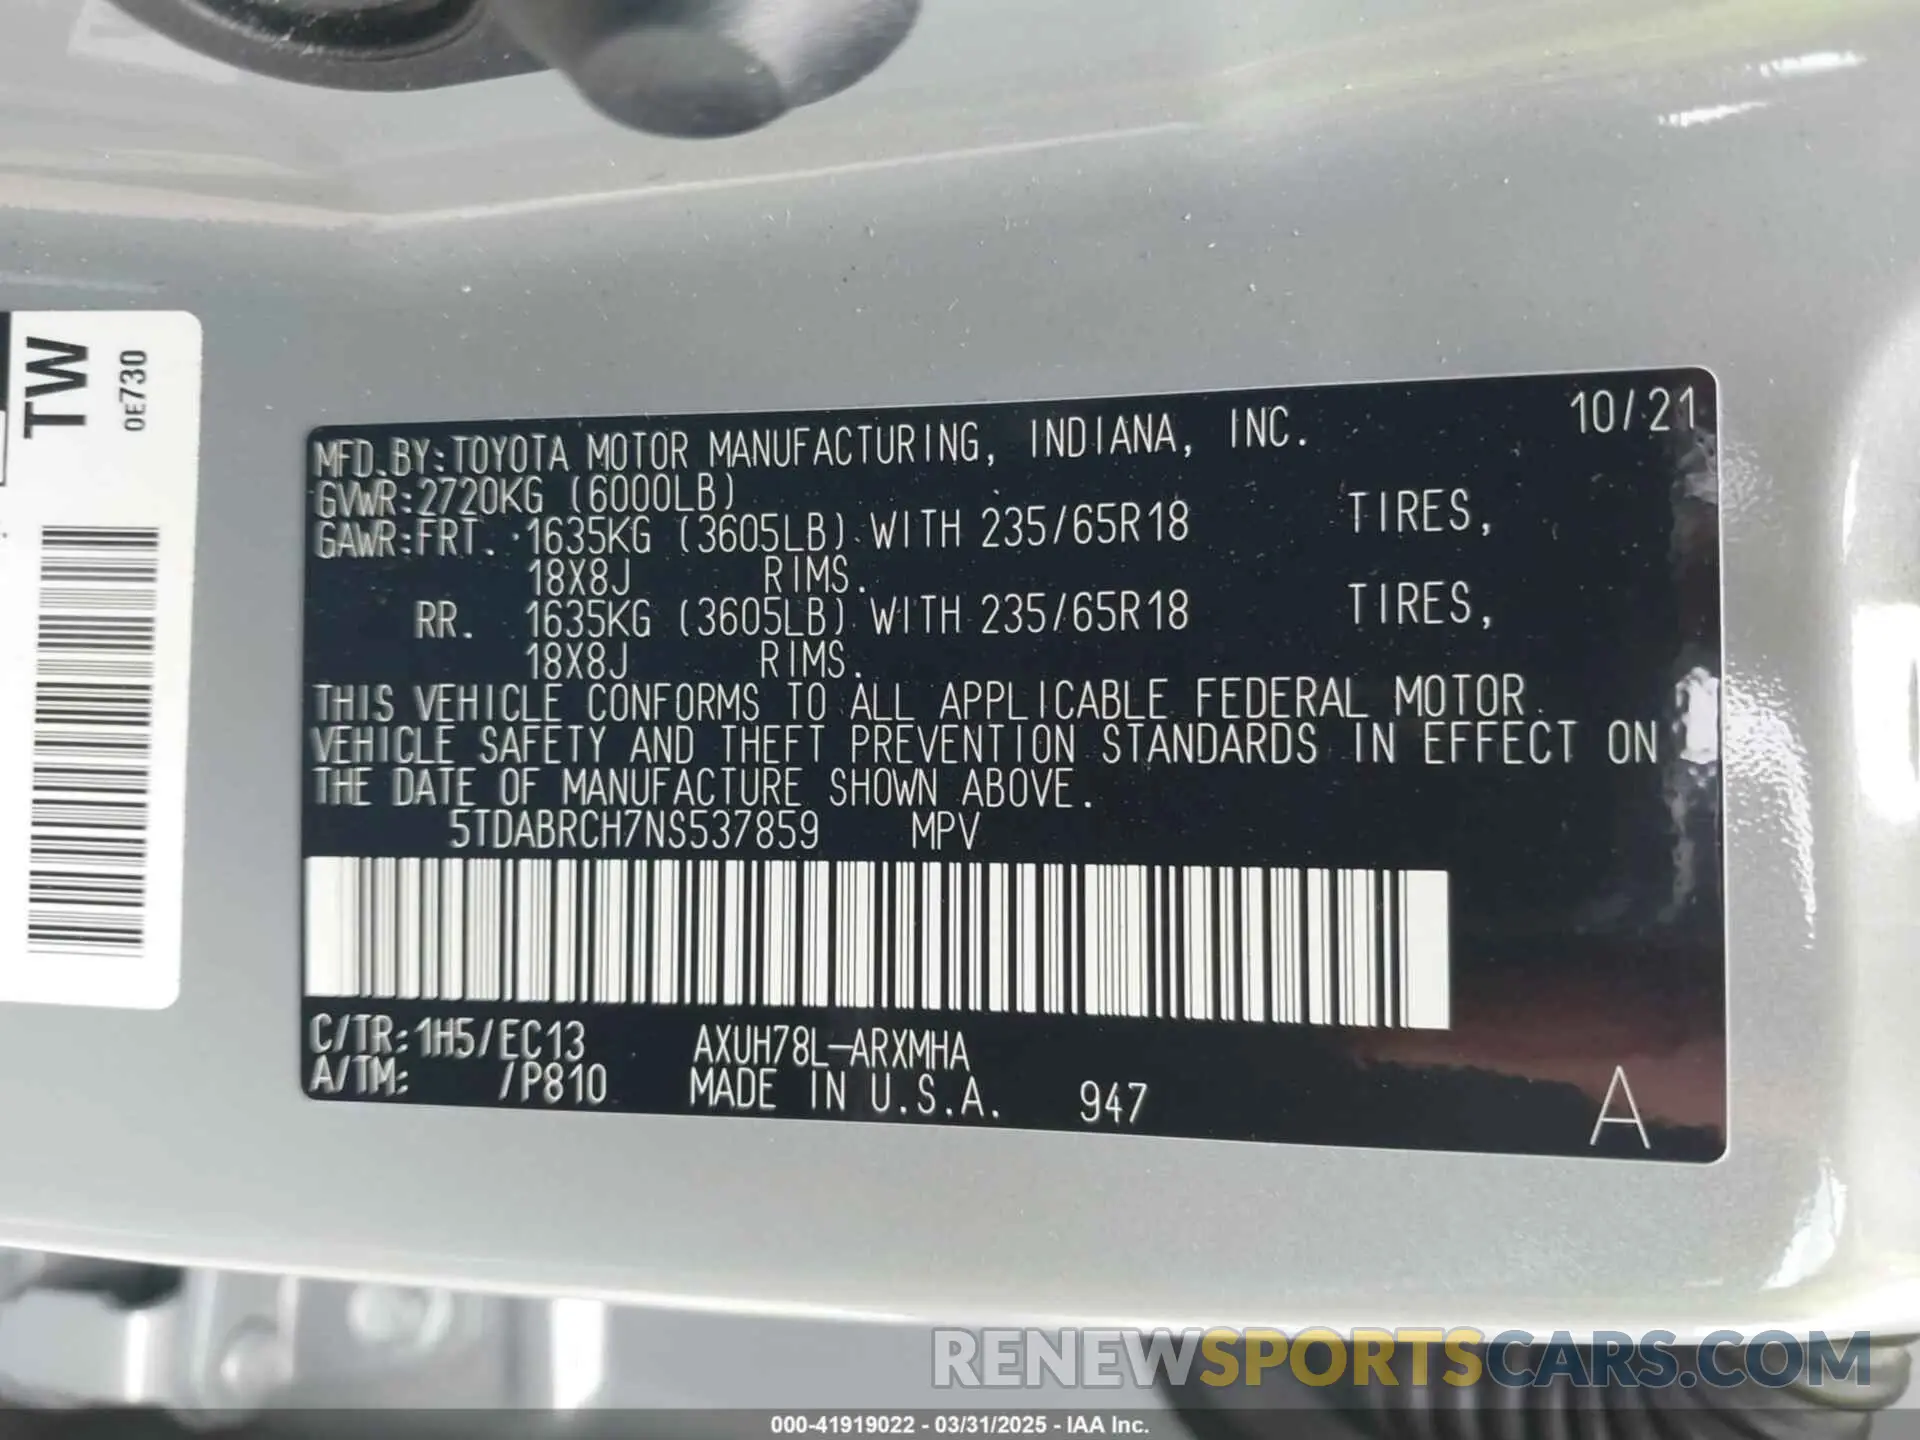 TW
0E730
MFD.BY:TOYOTA MOTOR MANUFACTURING, INDIANA, INC. 10/21
GVWR:2720KG (6000LB)
GAWR:FRT. 1635KG (3605LB) WITH 235/65R18 TIRES,
18X8J RIMS.
RR. 1635KG (3605LB) WITH 235/65R18 TIRES,
18X8J RIMS.
THIS VEHICLE CONFORMS TO ALL APPLICABLE FEDERAL MOTOR
VEHICLE SAFETY AND THEFT PREVENTION STANDARDS IN EFFECT ON
THE DATE OF MANUFACTURE SHOWN ABOVE.
5TDABRCH7NS537859 MPV
C/TR:1H5/EC13 AXUH78L-ARXMHA
A/TM: /P810 MADE IN U.S.A. 947 A
RENEWSPORTSCARS.COM
000-41919022 - 03/31/2025 - IAA Inc.